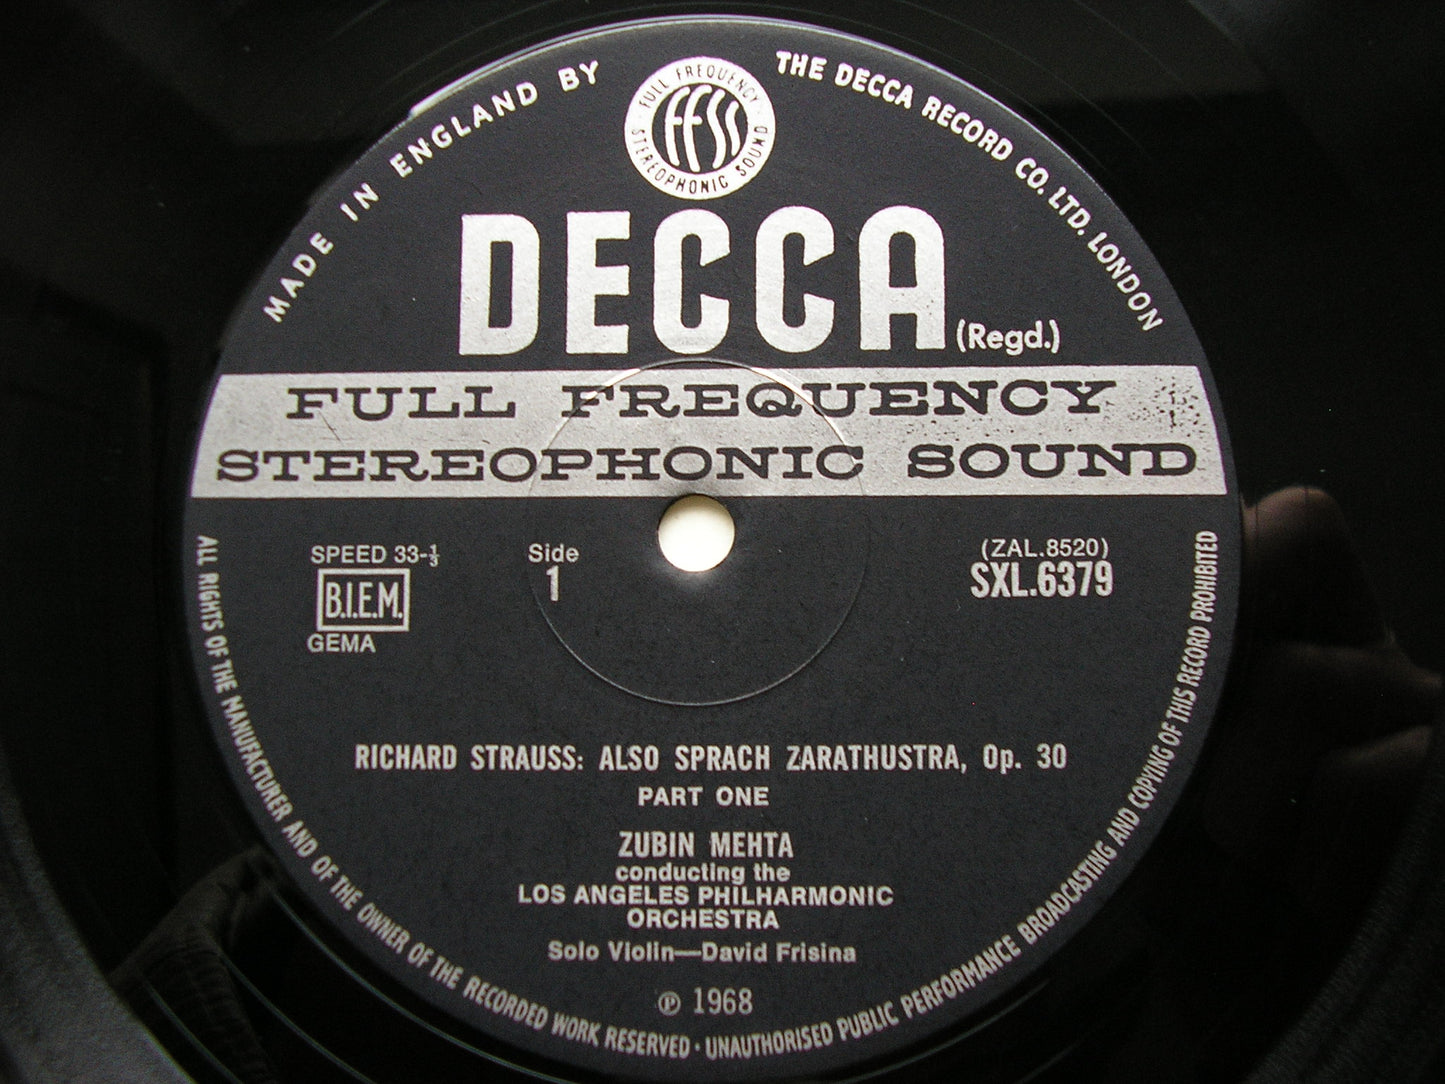 MADE IN ENGLAND BY
THE DECCA RECORD CO. LTD. LONDON
FULL FREQUENCY
FFSS
STEREOPHONIC SOUND
DECCA
(Regd.)
FULL FREQUENCY
STEREOPHONIC SOUND
SPEED 33-⅓
B.I.E.M.
GEMA
Side
1
(ZAL.8520)
SXL.6379
RICHARD STRAUSS: ALSO SPRACH ZARATHUSTRA, Op. 30
PART ONE
ZUBIN MEHTA
conducting the
LOS ANGELES PHILHARMONIC
ORCHESTRA
Solo Violin—David Frisina
℗ 1968
ALL RIGHTS OF THE MANUFACTURER AND OF THE OWNER OF THE RECORDED WORK RESERVED · UNAUTHORISED PUBLIC PERFORMANCE BROADCASTING AND COPYING OF THIS RECORD PROHIBITED